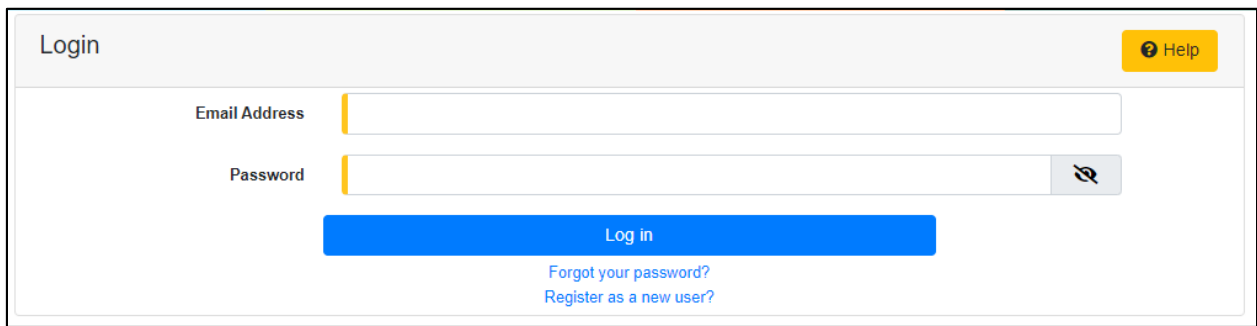 Login
Help
Email Address
Password
Log in
Forgot your password?
Register as a new user?